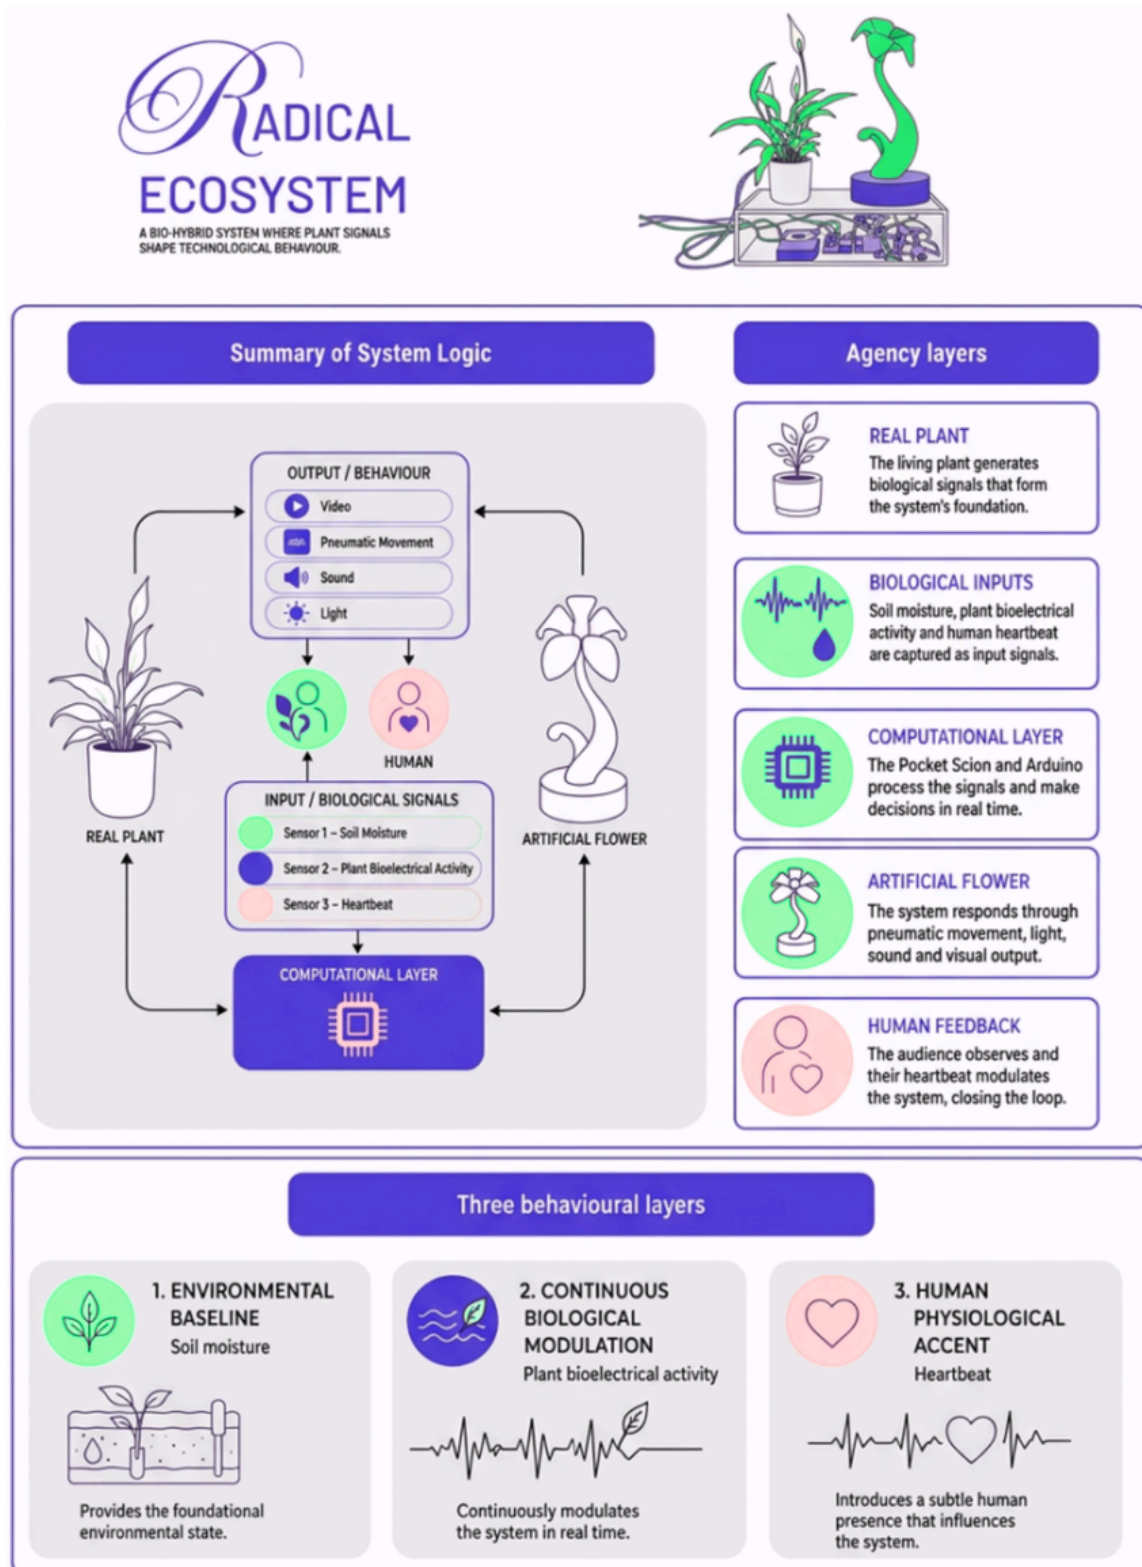 RADICAL
ECOSYSTEM
A BIO-HYBRID SYSTEM WHERE PLANT SIGNALS
SHAPE TECHNOLOGICAL BEHAVIOUR.
Summary of System Logic
OUTPUT / BEHAVIOUR
Video
Pneumatic Movement
Sound
Light
HUMAN
REAL PLANT
INPUT / BIOLOGICAL SIGNALS
Sensor 1 – Soil Moisture
Sensor 2 – Plant Bioelectrical Activity
Sensor 3 – Heartbeat
ARTIFICIAL FLOWER
COMPUTATIONAL LAYER
Agency layers
REAL PLANT
The living plant generates
biological signals that form
the system's foundation.
BIOLOGICAL INPUTS
Soil moisture, plant bioelectrical
activity and human heartbeat
are captured as input signals.
COMPUTATIONAL LAYER
The Pocket Scion and Arduino
process the signals and make
decisions in real time.
ARTIFICIAL FLOWER
The system responds through
pneumatic movement, light,
sound and visual output.
HUMAN FEEDBACK
The audience observes and
their heartbeat modulates
the system, closing the loop.
Three behavioural layers
1. ENVIRONMENTAL
BASELINE
Soil moisture
Provides the foundational
environmental state.
2. CONTINUOUS
BIOLOGICAL
MODULATION
Plant bioelectrical activity
Continuously modulates
the system in real time.
3. HUMAN
PHYSIOLOGICAL
ACCENT
Heartbeat
Introduces a subtle human
presence that influences
the system.